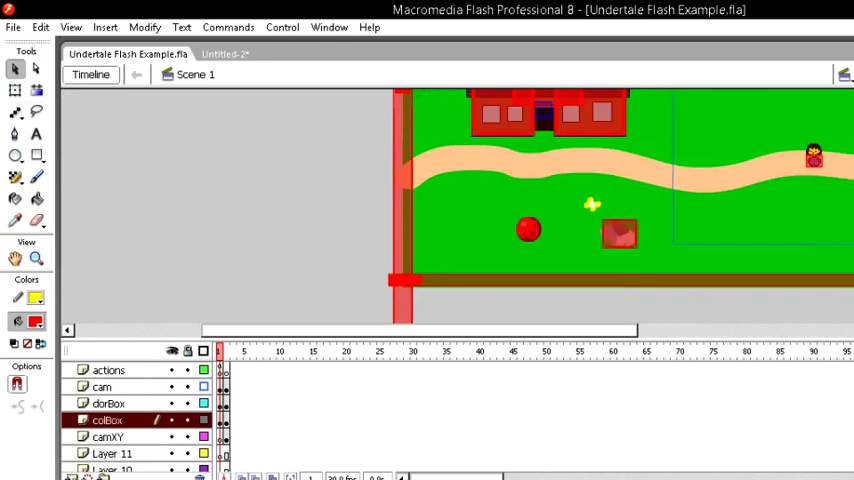 Macromedia Flash Professional 8 - [Undertale Flash Example.fla]
File Edit View Insert Modify Text Commands Control Window Help
Tools
Undertale Flash Example.fla Untitled-2*
Timeline Scene 1
View
Colors
Options
1 5 10 15 20 25 30 35 40 45 50 55 60 65 70 75 80 85 90 95
actions
cam
dorBox
colBox
camXY
Layer 11
Layer 10
1